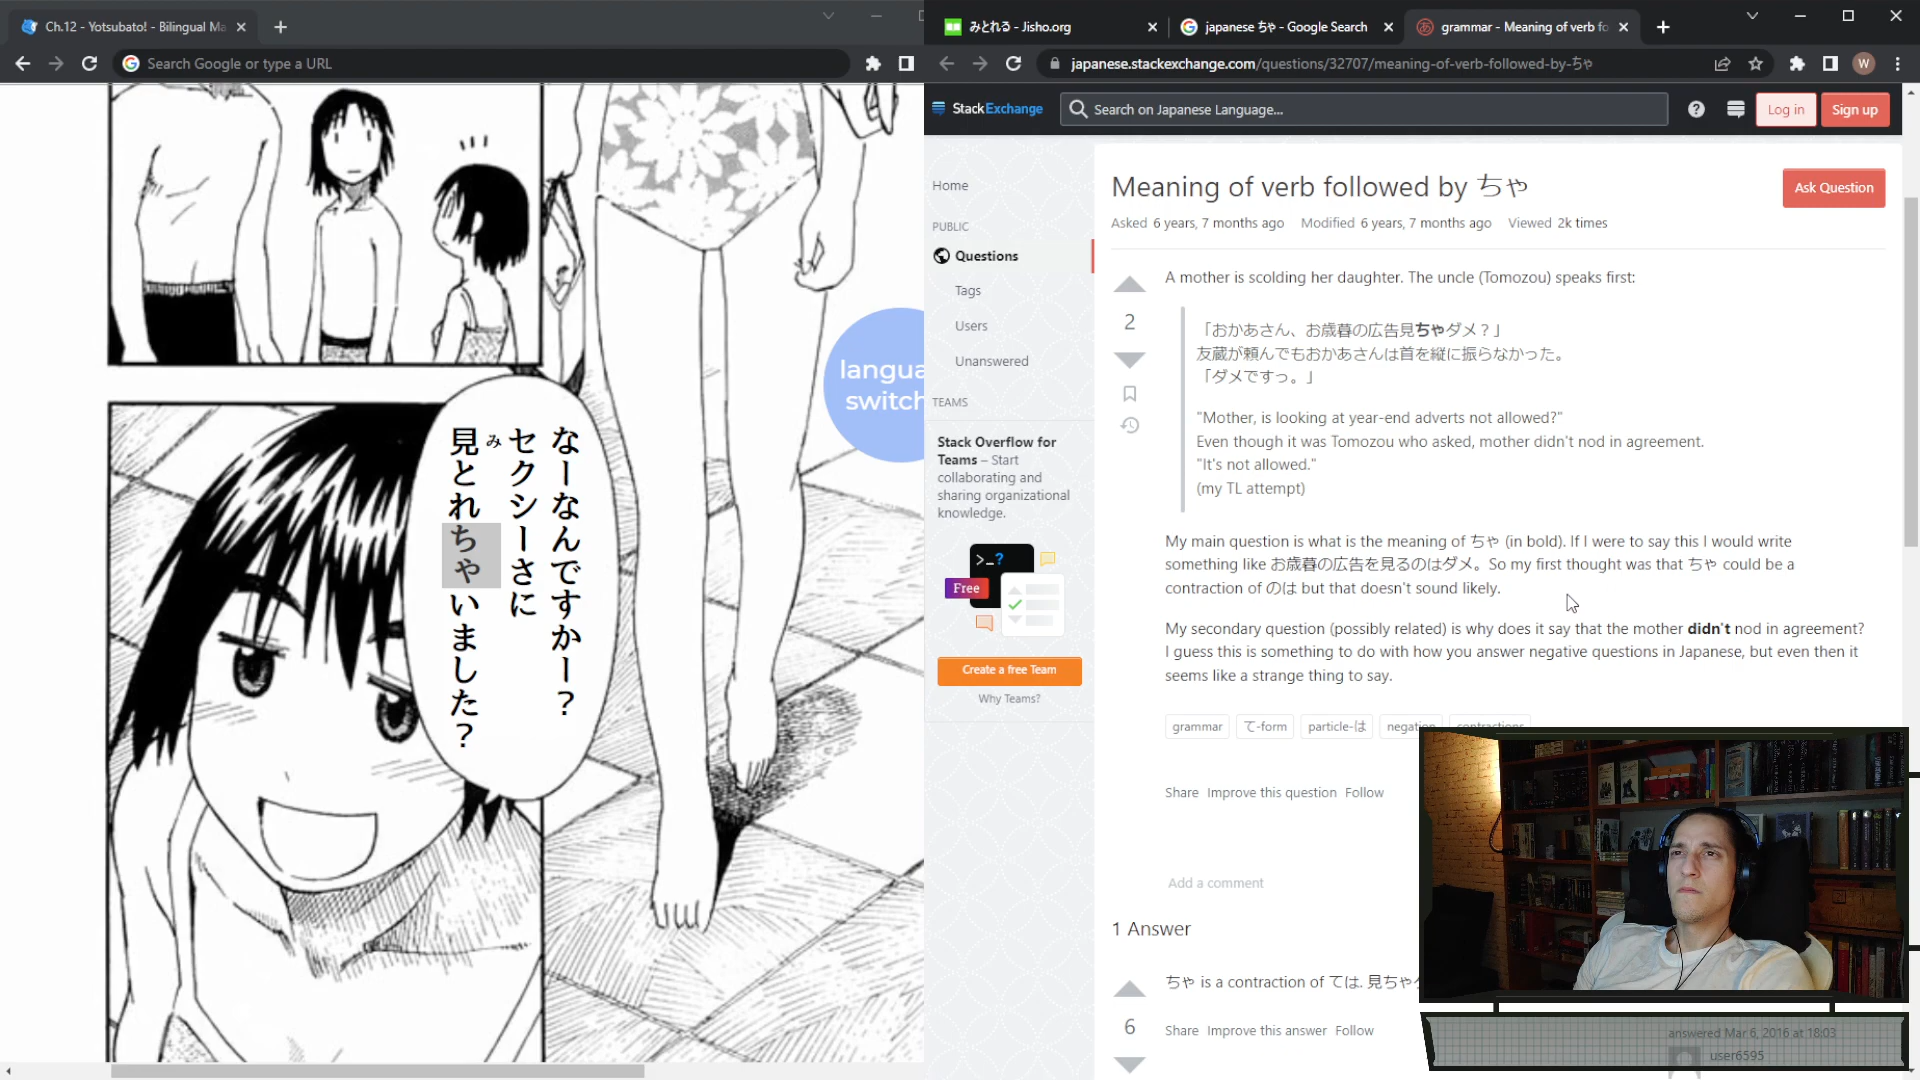 Ch.12 - Yotsubato! - Bilingual Ma
Search Google or type a URL
なーなんですかー？
セクシーさに
見とれちゃいました？
み
langua
switch
みとれる - Jisho.org
japanese ちゃ - Google Search
grammar - Meaning of verb fo
japanese.stackexchange.com/questions/32707/meaning-of-verb-followed-by-ちゃ
W
StackExchange
Search on Japanese Language...
Log in
Sign up
Home
PUBLIC
Questions
Tags
Users
Unanswered
TEAMS
Stack Overflow for
Teams – Start
collaborating and
sharing organizational
knowledge.
>_?
Free
Create a free Team
Why Teams?
Meaning of verb followed by ちゃ
Ask Question
Asked 6 years, 7 months ago Modified 6 years, 7 months ago Viewed 2k times
2
A mother is scolding her daughter. The uncle (Tomozou) speaks first:
「おかあさん、お歳暮の広告見ちゃダメ？」
友蔵が頼んでもおかあさんは首を縦に振らなかった。
「ダメですっ。」
"Mother, is looking at year-end adverts not allowed?"
Even though it was Tomozou who asked, mother didn't nod in agreement.
"It's not allowed."
(my TL attempt)
My main question is what is the meaning of ちゃ (in bold). If I were to say this I would write
something like お歳暮の広告を見るのはダメ。So my first thought was that ちゃ could be a
contraction of のは but that doesn't sound likely.
My secondary question (possibly related) is why does it say that the mother didn't nod in agreement?
I guess this is something to do with how you answer negative questions in Japanese, but even then it
seems like a strange thing to say.
grammar て-form particle-は negation contractions
Share Improve this question Follow
Add a comment
1 Answer
ちゃ is a contraction of ては. 見ちゃ
6
Share Improve this answer Follow
answered Mar 6, 2016 at 18:03
user6595